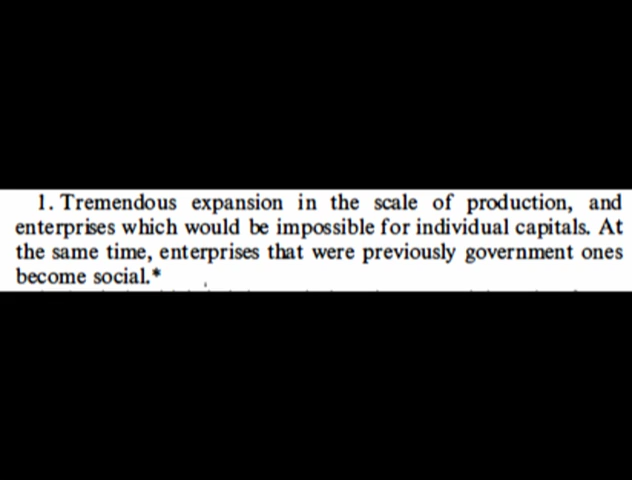 1. Tremendous expansion in the scale of production, and
enterprises which would be impossible for individual capitals. At
the same time, enterprises that were previously government ones
become social.*